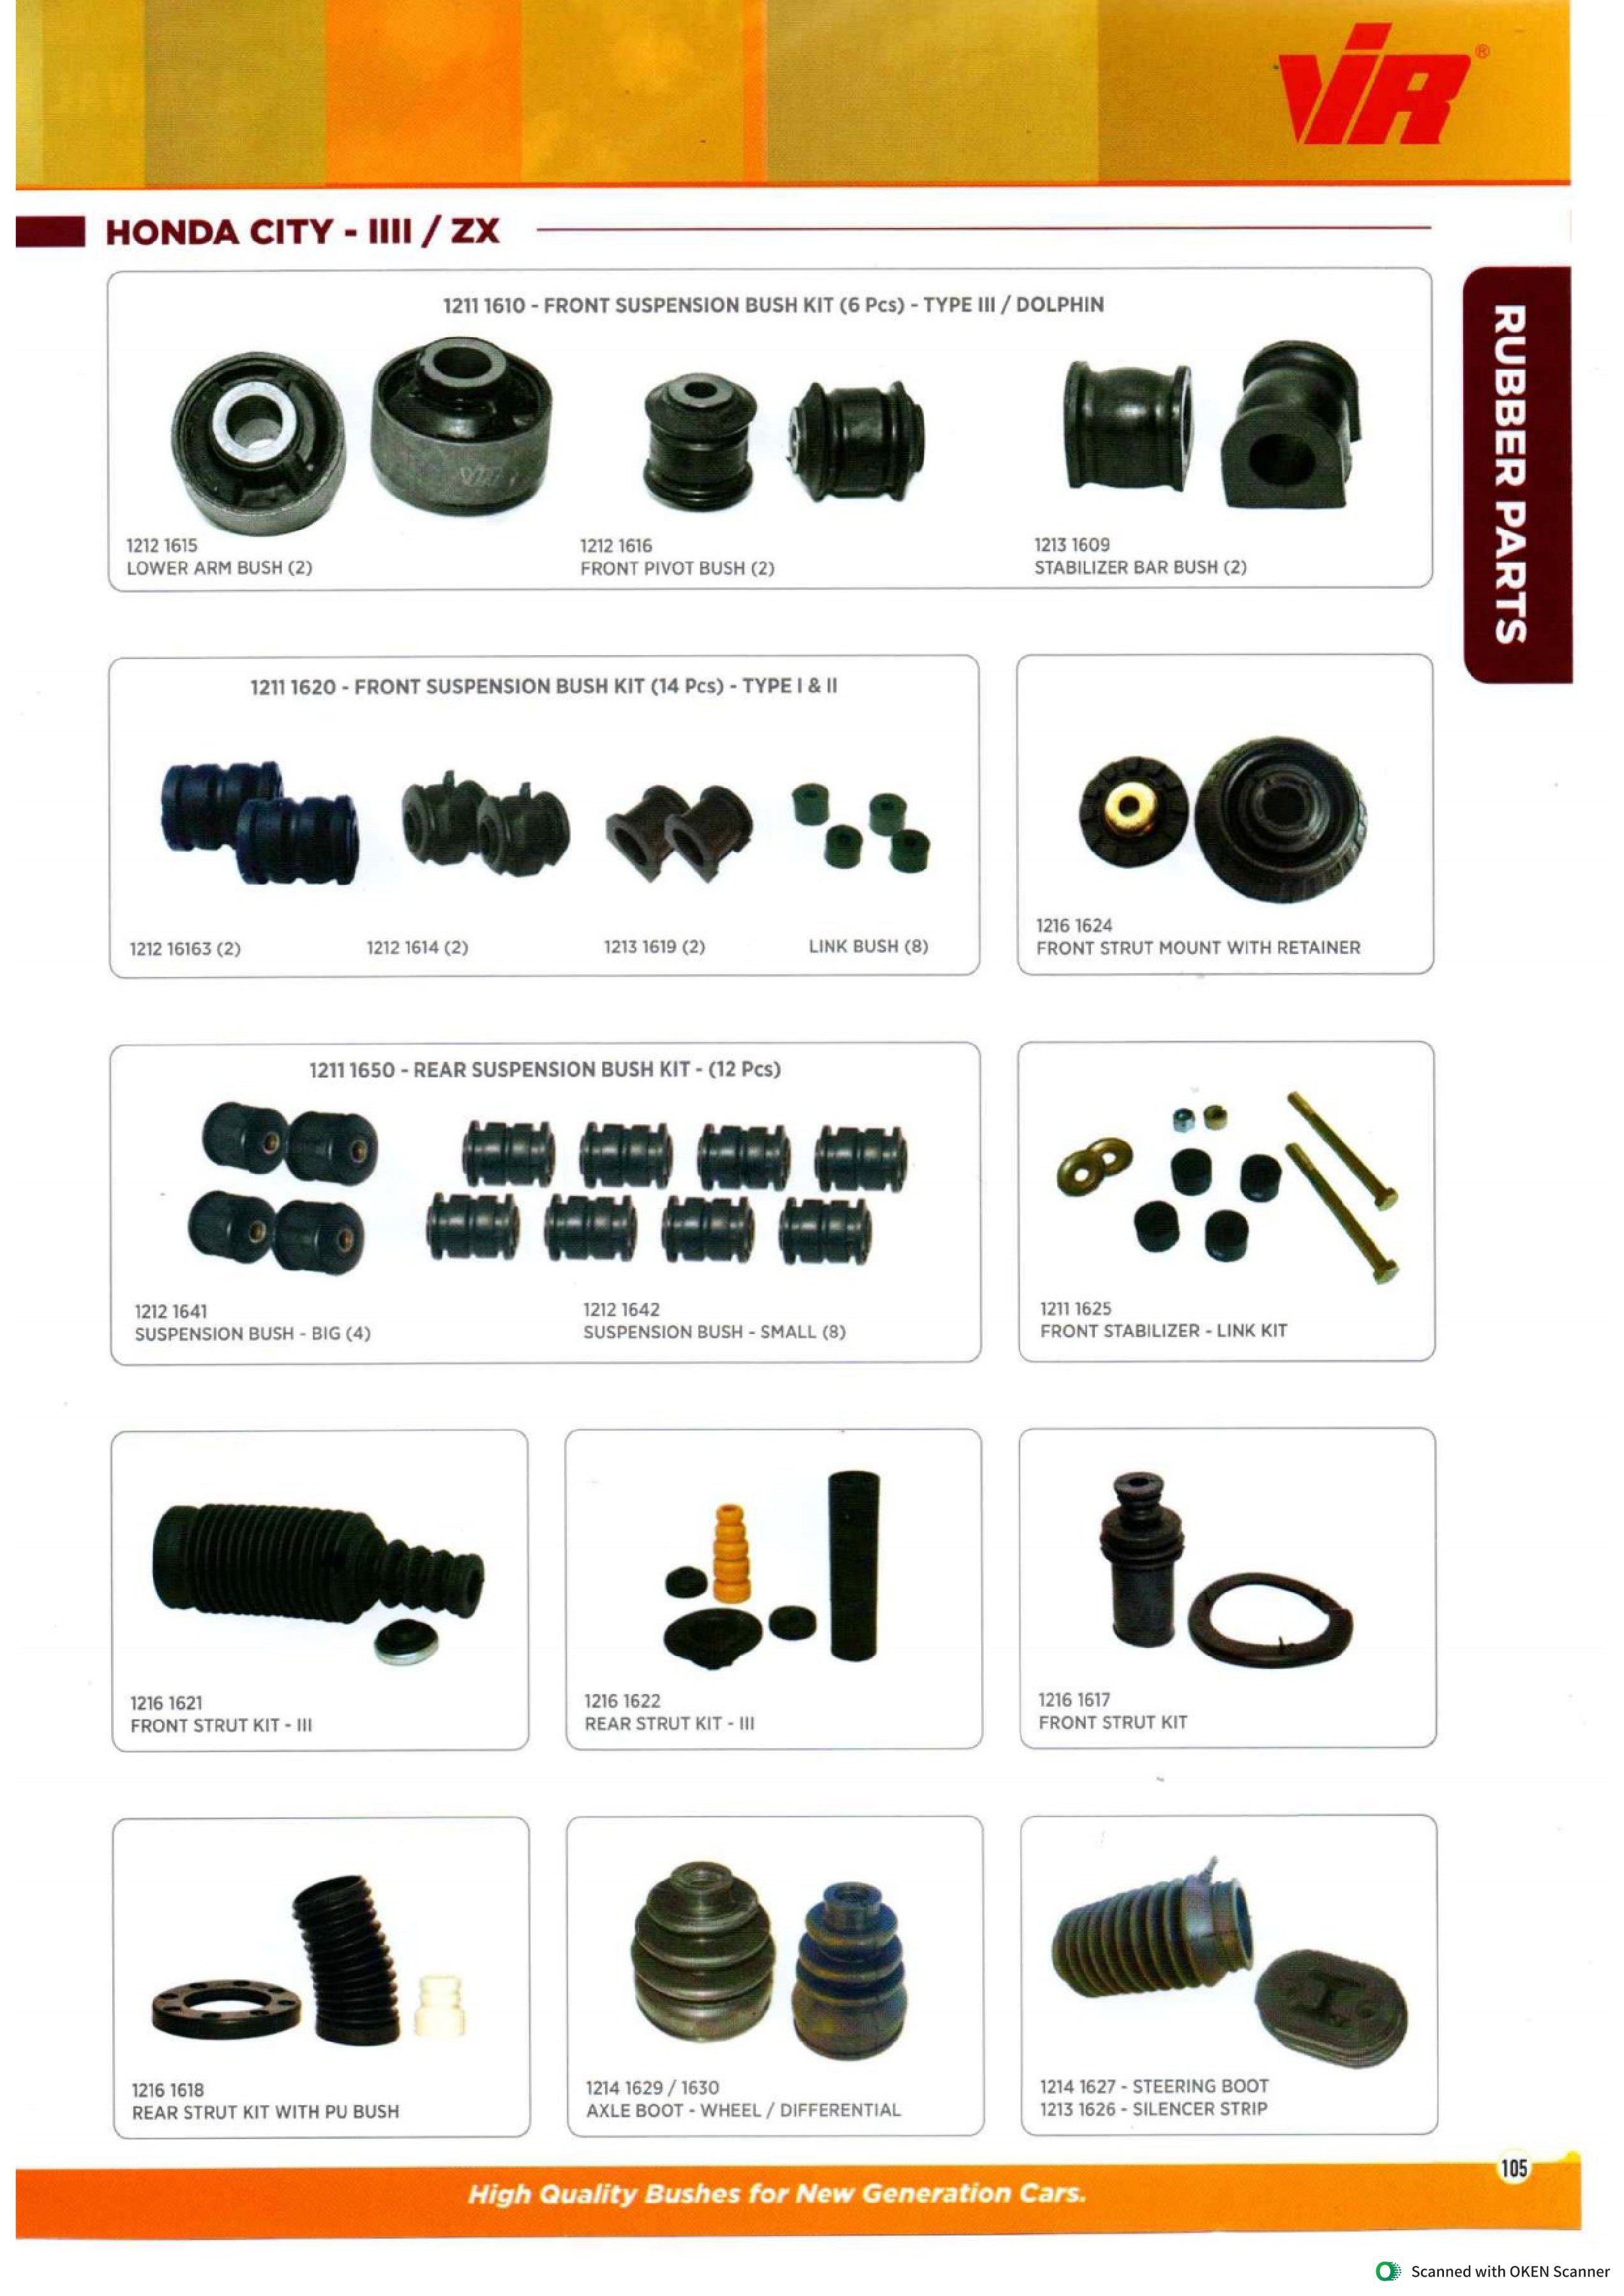 VIR®
HONDA CITY - IIII / ZX
RUBBER PARTS
1211 1610 - FRONT SUSPENSION BUSH KIT (6 Pcs) - TYPE III / DOLPHIN
VIR
1212 1615
LOWER ARM BUSH (2)
1212 1616
FRONT PIVOT BUSH (2)
1213 1609
STABILIZER BAR BUSH (2)
1211 1620 - FRONT SUSPENSION BUSH KIT (14 Pcs) - TYPE I & II
1212 16163 (2)
1212 1614 (2)
1213 1619 (2)
LINK BUSH (8)
1216 1624
FRONT STRUT MOUNT WITH RETAINER
1211 1650 - REAR SUSPENSION BUSH KIT - (12 Pcs)
1212 1641
SUSPENSION BUSH - BIG (4)
1212 1642
SUSPENSION BUSH - SMALL (8)
1211 1625
FRONT STABILIZER - LINK KIT
1216 1621
FRONT STRUT KIT - III
1216 1622
REAR STRUT KIT - III
1216 1617
FRONT STRUT KIT
1216 1618
REAR STRUT KIT WITH PU BUSH
1214 1629 / 1630
AXLE BOOT - WHEEL / DIFFERENTIAL
1214 1627 - STEERING BOOT
1213 1626 - SILENCER STRIP
105
High Quality Bushes for New Generation Cars.
Scanned with OKEN Scanner